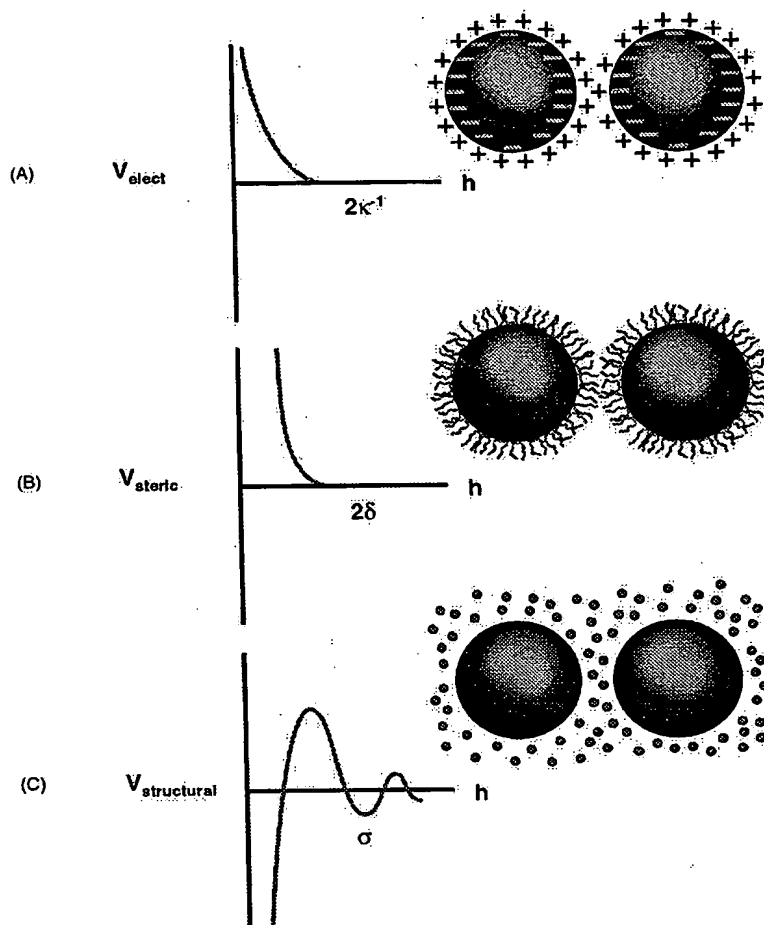 (A) V_elect h
2κ⁻¹
(B) V_steric h
2δ
(C) V_structural h
σ